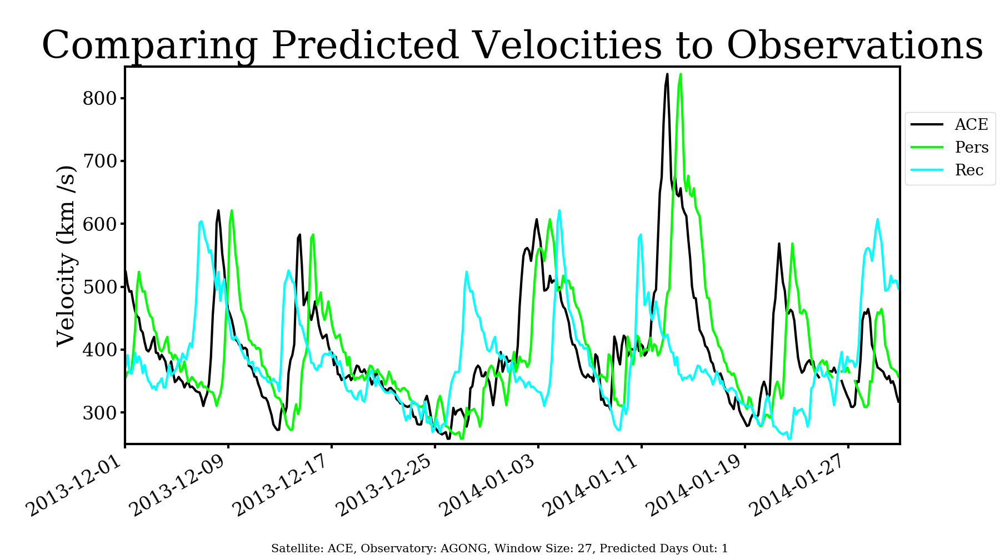 Comparing Predicted Velocities to Observations
Velocity (km /s)
800
700
600
500
400
300
ACE
Pers
Rec
2013-12-01
2013-12-09
2013-12-17
2013-12-25
2014-01-03
2014-01-11
2014-01-19
2014-01-27
Satellite: ACE, Observatory: AGONG, Window Size: 27, Predicted Days Out: 1